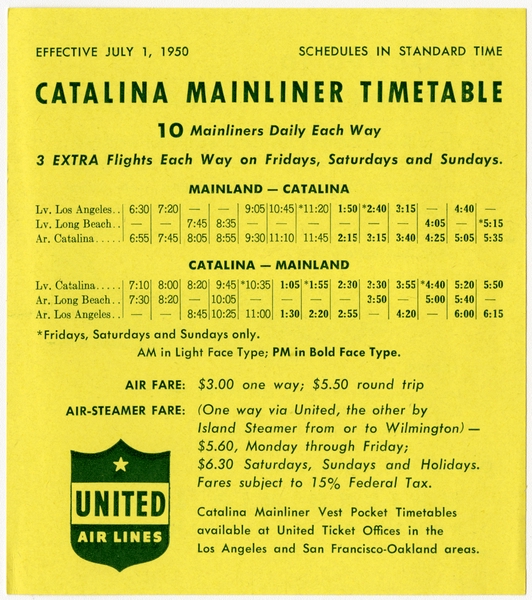 EFFECTIVE JULY 1, 1950 SCHEDULES IN STANDARD TIME
CATALINA MAINLINER TIMETABLE
10 Mainliners Daily Each Way
3 EXTRA Flights Each Way on Fridays, Saturdays and Sundays.
MAINLAND — CATALINA
Lv. Los Angeles.. 6:30 7:20 — — 9:05 10:45 *11:20 1:50 *2:40 3:15 — 4:40 —
Lv. Long Beach.. — — 7:45 8:35 — — — — — — 4:05 — *5:15
Ar. Catalina..... 6:55 7:45 8:05 8:55 9:30 11:10 11:45 2:15 3:15 3:40 4:25 5:05 5:35
CATALINA — MAINLAND
Lv. Catalina..... 7:10 8:00 8:20 9:45 *10:35 1:05 *1:55 2:30 3:30 3:55 *4:40 5:20 5:50
Ar. Long Beach.. 7:30 8:20 — 10:05 — — — — 3:50 — 5:00 5:40 —
Ar. Los Angeles.. — — 8:45 10:25 11:00 1:30 2:20 2:55 — 4:20 — 6:00 6:15
*Fridays, Saturdays and Sundays only.
AM in Light Face Type; PM in Bold Face Type.
AIR FARE: $3.00 one way; $5.50 round trip
AIR-STEAMER FARE: (One way via United, the other by
Island Steamer from or to Wilmington) —
$5.60, Monday through Friday;
$6.30 Saturdays, Sundays and Holidays.
Fares subject to 15% Federal Tax.
UNITED
AIR LINES
Catalina Mainliner Vest Pocket Timetables
available at United Ticket Offices in the
Los Angeles and San Francisco-Oakland areas.